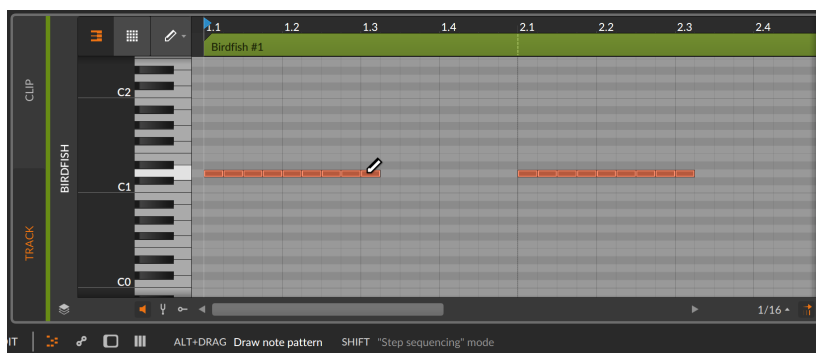 1.1 1.2 1.3 1.4 2.1 2.2 2.3 2.4
Birdfish #1
CLIP
TRACK
BIRDFISH
C2
C1
C0
1/16
IT
ALT+DRAG Draw note pattern SHIFT "Step sequencing" mode